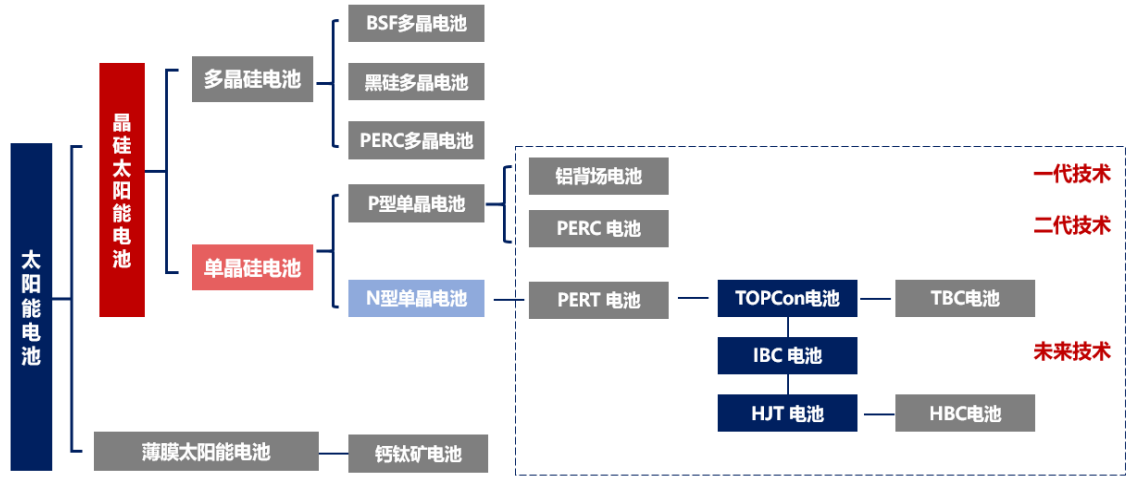 太阳能电池
晶硅太阳能电池
多晶硅电池
BSF多晶电池
黑硅多晶电池
PERC多晶电池
单晶硅电池
P型单晶电池
铝背场电池
一代技术
PERC 电池
二代技术
N型单晶电池
PERT 电池
TOPCon电池
TBC电池
IBC 电池
未来技术
HJT 电池
HBC电池
薄膜太阳能电池
钙钛矿电池